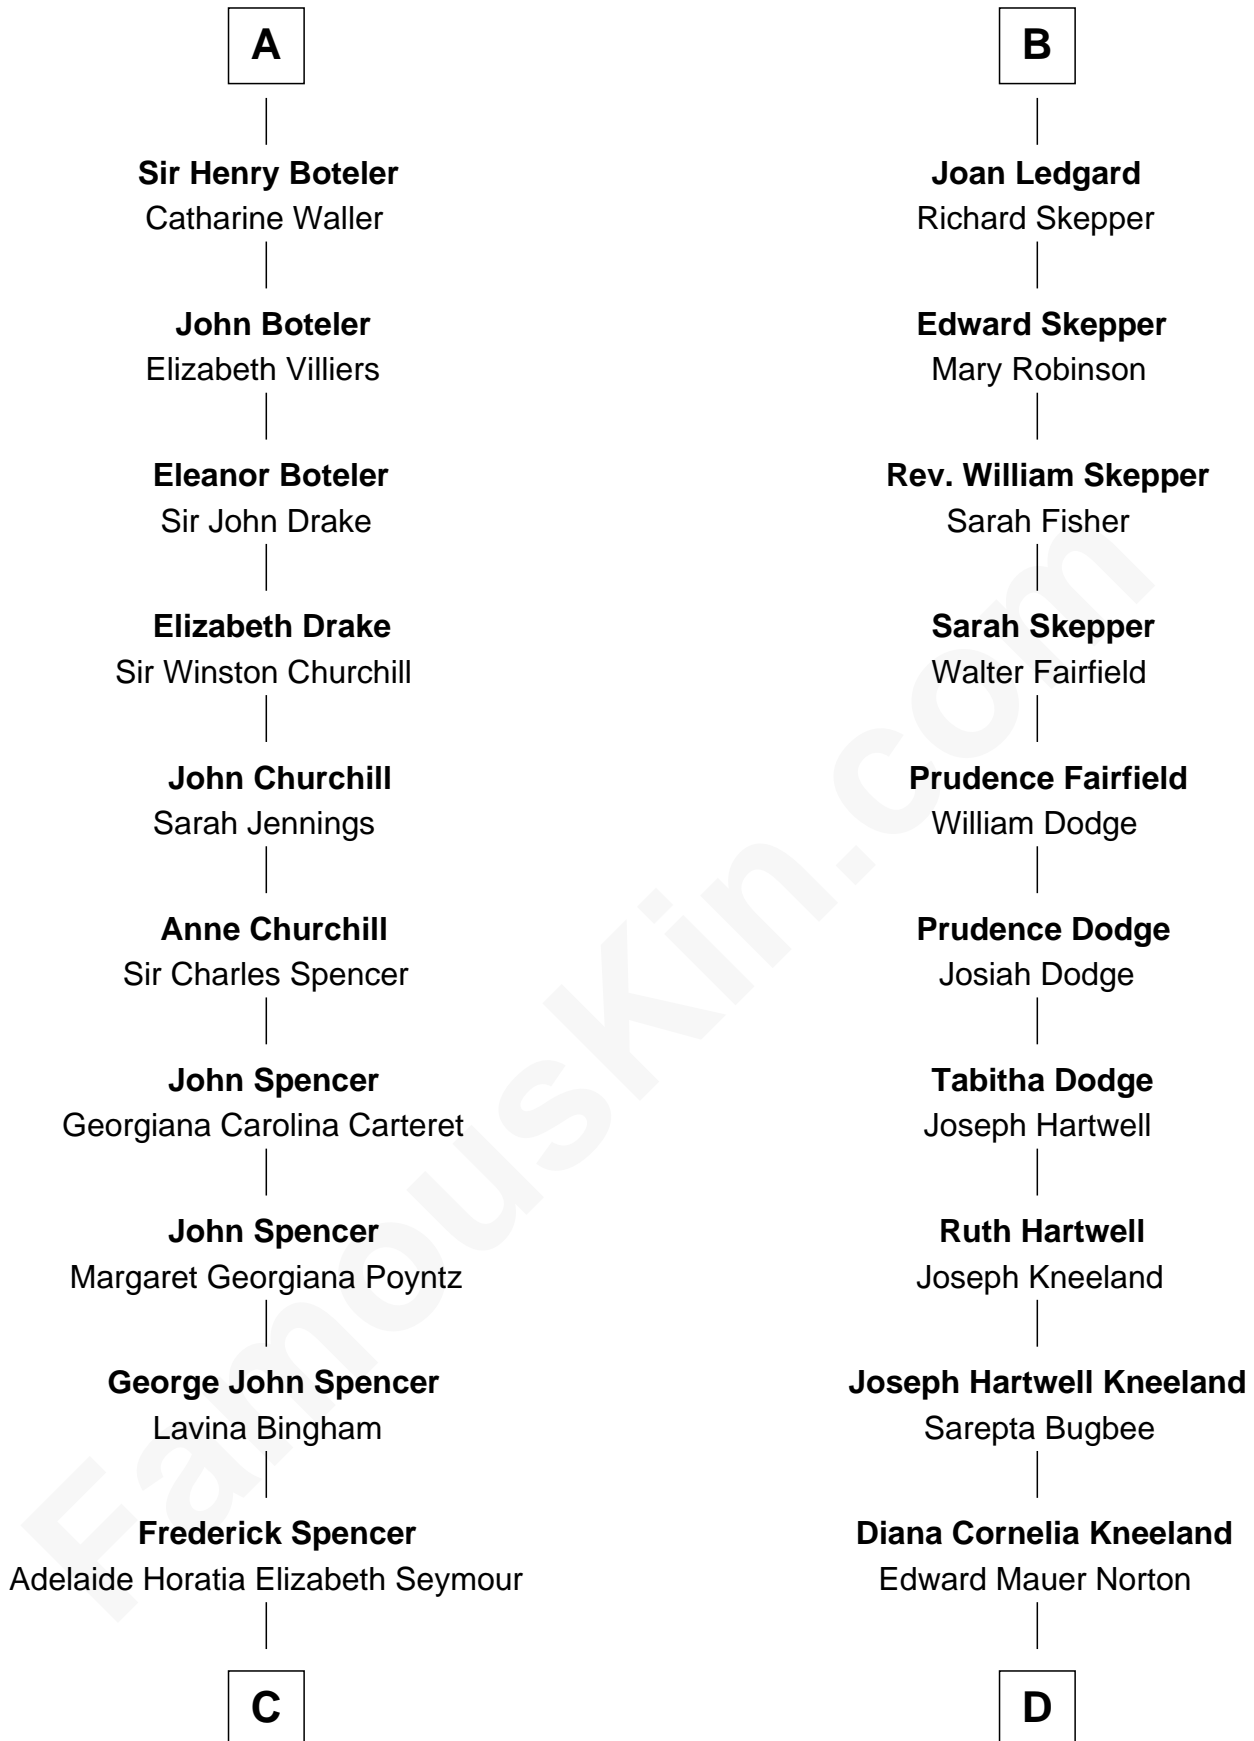 A
Sir Henry Boteler
Catharine Waller
John Boteler
Elizabeth Villiers
Eleanor Boteler
Sir John Drake
Elizabeth Drake
Sir Winston Churchill
John Churchill
Sarah Jennings
Anne Churchill
Sir Charles Spencer
John Spencer
Georgiana Carolina Carteret
John Spencer
Margaret Georgiana Poyntz
George John Spencer
Lavina Bingham
Frederick Spencer
Adelaide Horatia Elizabeth Seymour
C
B
Joan Ledgard
Richard Skepper
Edward Skepper
Mary Robinson
Rev. William Skepper
Sarah Fisher
Sarah Skepper
Walter Fairfield
Prudence Fairfield
William Dodge
Prudence Dodge
Josiah Dodge
Tabitha Dodge
Joseph Hartwell
Ruth Hartwell
Joseph Kneeland
Joseph Hartwell Kneeland
Sarepta Bugbee
Diana Cornelia Kneeland
Edward Mauer Norton
D
FamousKin.com